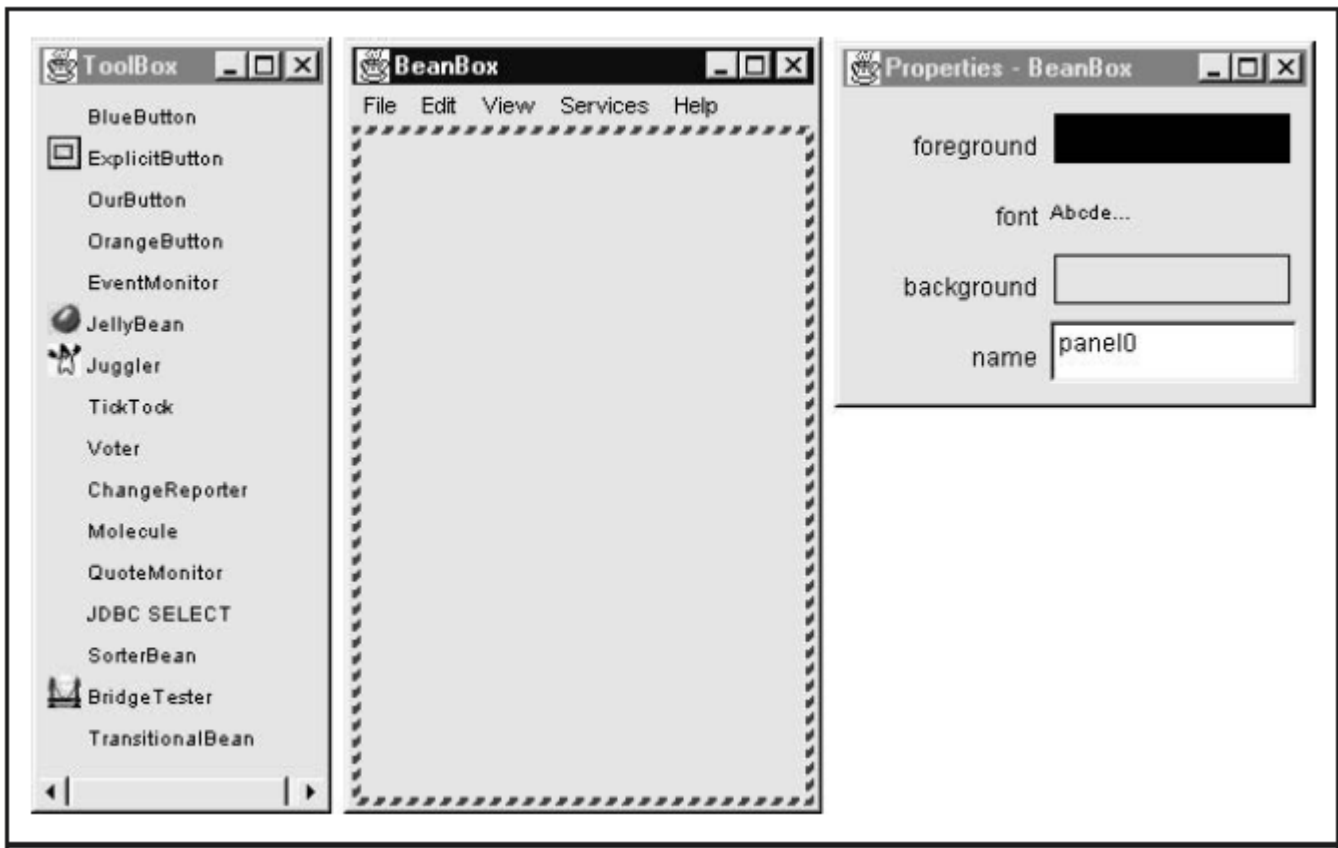 ToolBox
BlueButton
ExplicitButton
OurButton
OrangeButton
EventMonitor
JellyBean
Juggler
TickTock
Voter
ChangeReporter
Molecule
QuoteMonitor
JDBC SELECT
SorterBean
BridgeTester
TransitionalBean
BeanBox
File Edit View Services Help
Properties - BeanBox
foreground
font Abcde...
background
name panel0